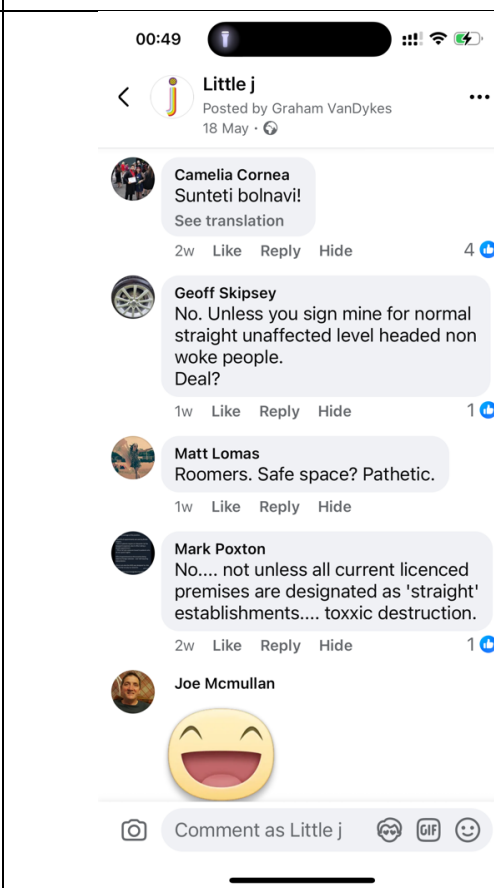 00:49
Little j
Posted by Graham VanDykes
18 May ·
Camelia Cornea
Sunteti bolnavi!
See translation
2w Like Reply Hide 4
Geoff Skipsey
No. Unless you sign mine for normal
straight unaffected level headed non
woke people.
Deal?
1w Like Reply Hide 1
Matt Lomas
Roomers. Safe space? Pathetic.
1w Like Reply Hide
Mark Poxton
No.... not unless all current licenced
premises are designated as 'straight'
establishments.... toxxic destruction.
2w Like Reply Hide 1
Joe Mcmullan
Comment as Little j GIF